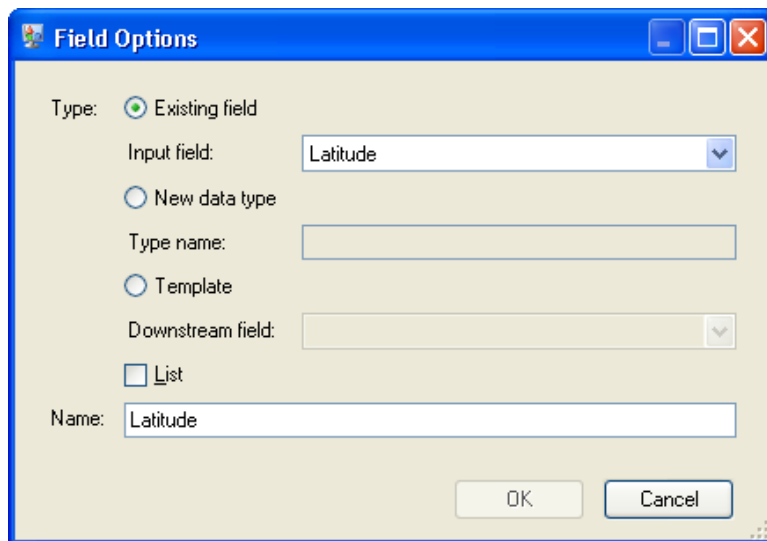 Field Options
Type: Existing field
Input field: Latitude
New data type
Type name:
Template
Downstream field:
List
Name: Latitude
OK Cancel